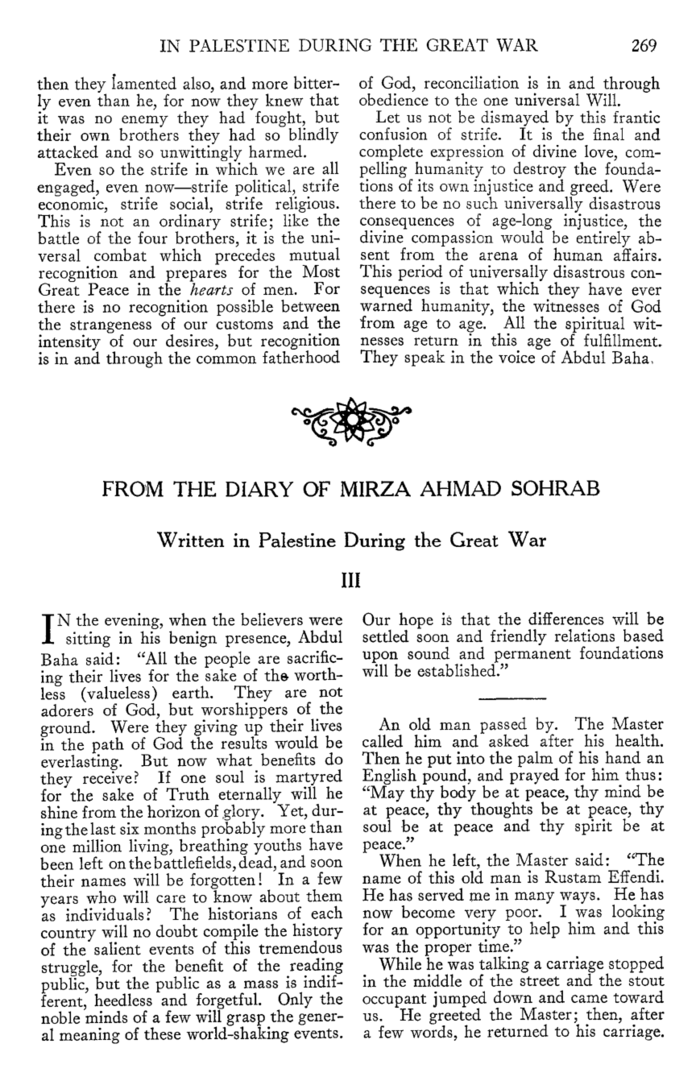 IN PALESTINE DURING THE GREAT WAR 269
then they lamented also, and more bitter-
ly even than he, for now they knew that
it was no enemy they had fought, but
their own brothers they had so blindly
attacked and so unwittingly harmed.
Even so the strife in which we are all
engaged, even now—strife political, strife
economic, strife social, strife religious.
This is not an ordinary strife; like the
battle of the four brothers, it is the uni-
versal combat which precedes mutual
recognition and prepares for the Most
Great Peace in the hearts of men. For
there is no recognition possible between
the strangeness of our customs and the
intensity of our desires, but recognition
is in and through the common fatherhood
of God, reconciliation is in and through
obedience to the one universal Will.
Let us not be dismayed by this frantic
confusion of strife. It is the final and
complete expression of divine love, com-
pelling humanity to destroy the founda-
tions of its own injustice and greed. Were
there to be no such universally disastrous
consequences of age-long injustice, the
divine compassion would be entirely ab-
sent from the arena of human affairs.
This period of universally disastrous con-
sequences is that which they have ever
warned humanity, the witnesses of God
from age to age. All the spiritual wit-
nesses return in this age of fulfillment.
They speak in the voice of Abdul Baha.
FROM THE DIARY OF MIRZA AHMAD SOHRAB
Written in Palestine During the Great War
III
IN the evening, when the believers were
sitting in his benign presence, Abdul
Baha said: "All the people are sacrific-
ing their lives for the sake of the worth-
less (valueless) earth. They are not
adorers of God, but worshippers of the
ground. Were they giving up their lives
in the path of God the results would be
everlasting. But now what benefits do
they receive? If one soul is martyred
for the sake of Truth eternally will he
shine from the horizon of glory. Yet, dur-
ing the last six months probably more than
one million living, breathing youths have
been left on the battlefields, dead, and soon
their names will be forgotten! In a few
years who will care to know about them
as individuals? The historians of each
country will no doubt compile the history
of the salient events of this tremendous
struggle, for the benefit of the reading
public, but the public as a mass is indif-
ferent, heedless and forgetful. Only the
noble minds of a few will grasp the gener-
al meaning of these world-shaking events.
Our hope is that the differences will be
settled soon and friendly relations based
upon sound and permanent foundations
will be established."
An old man passed by. The Master
called him and asked after his health.
Then he put into the palm of his hand an
English pound, and prayed for him thus:
"May thy body be at peace, thy mind be
at peace, thy thoughts be at peace, thy
soul be at peace and thy spirit be at
peace."
When he left, the Master said: "The
name of this old man is Rustam Effendi.
He has served me in many ways. He has
now become very poor. I was looking
for an opportunity to help him and this
was the proper time."
While he was talking a carriage stopped
in the middle of the street and the stout
occupant jumped down and came toward
us. He greeted the Master; then, after
a few words, he returned to his carriage.